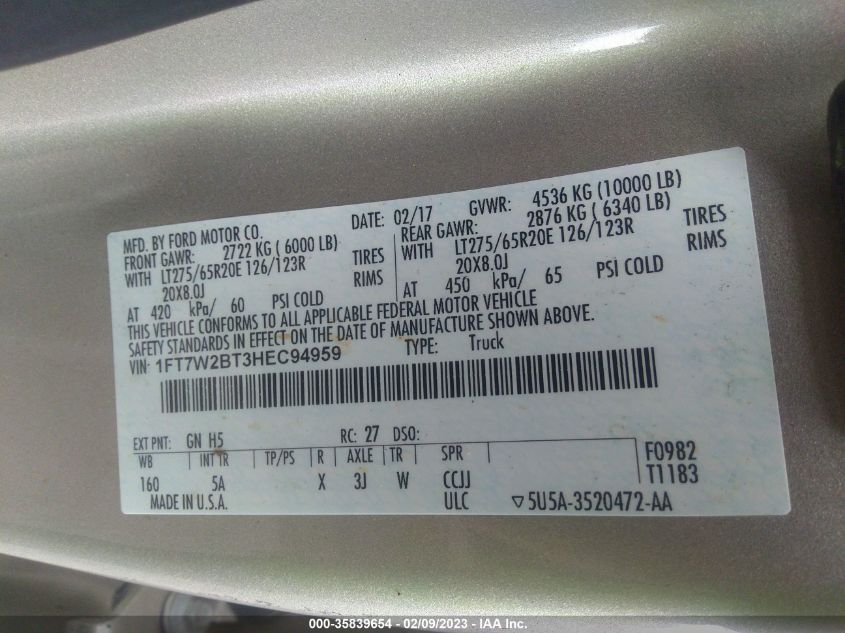 MFD. BY FORD MOTOR CO. DATE: 02/17 GVWR: 4536 KG (10000 LB)
FRONT GAWR: 2722 KG ( 6000 LB) REAR GAWR: 2876 KG ( 6340 LB)
WITH LT275/65R20E 126/123R TIRES WITH LT275/65R20E 126/123R TIRES
20X8.0J RIMS 20X8.0J RIMS
AT 420 kPa/ 60 PSI COLD AT 450 kPa/ 65 PSI COLD
THIS VEHICLE CONFORMS TO ALL APPLICABLE FEDERAL MOTOR VEHICLE
SAFETY STANDARDS IN EFFECT ON THE DATE OF MANUFACTURE SHOWN ABOVE.
VIN: 1FT7W2BT3HEC94959 TYPE: Truck
EXT PNT: GN H5 RC: 27 DSO:
WB INT TR TP/PS R AXLE TR SPR F0982
160 5A X 3J W CCJJ T1183
MADE IN U.S.A. ULC 5U5A-3520472-AA
000-35839654 - 02/09/2023 - IAA Inc.